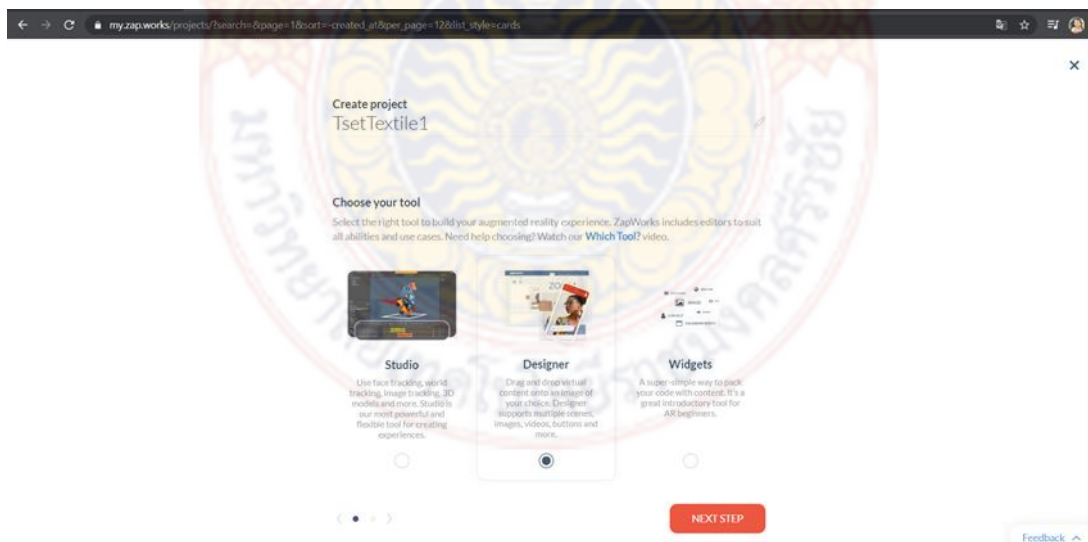 my.zap.works/projects/?search=&page=1&sort=-created_at&per_page=12&list_style=cards
Create project
TsetTextile1
Choose your tool
Select the right tool to build your augmented reality experience. ZapWorks includes editors to suit
all abilities and use cases. Need help choosing? Watch our Which Tool? video.
Studio
Use face tracking, world
tracking, image tracking, 3D
models and more. Studio is
our most powerful and
flexible tool for creating
experiences.
Designer
Drag and drop virtual
content onto an image of
your choice. Designer
supports multiple scenes,
images, videos, buttons and
more.
Widgets
A super-simple way to pack
your code with content. It's a
great introductory tool for
AR beginners.
NEXT STEP
Feedback